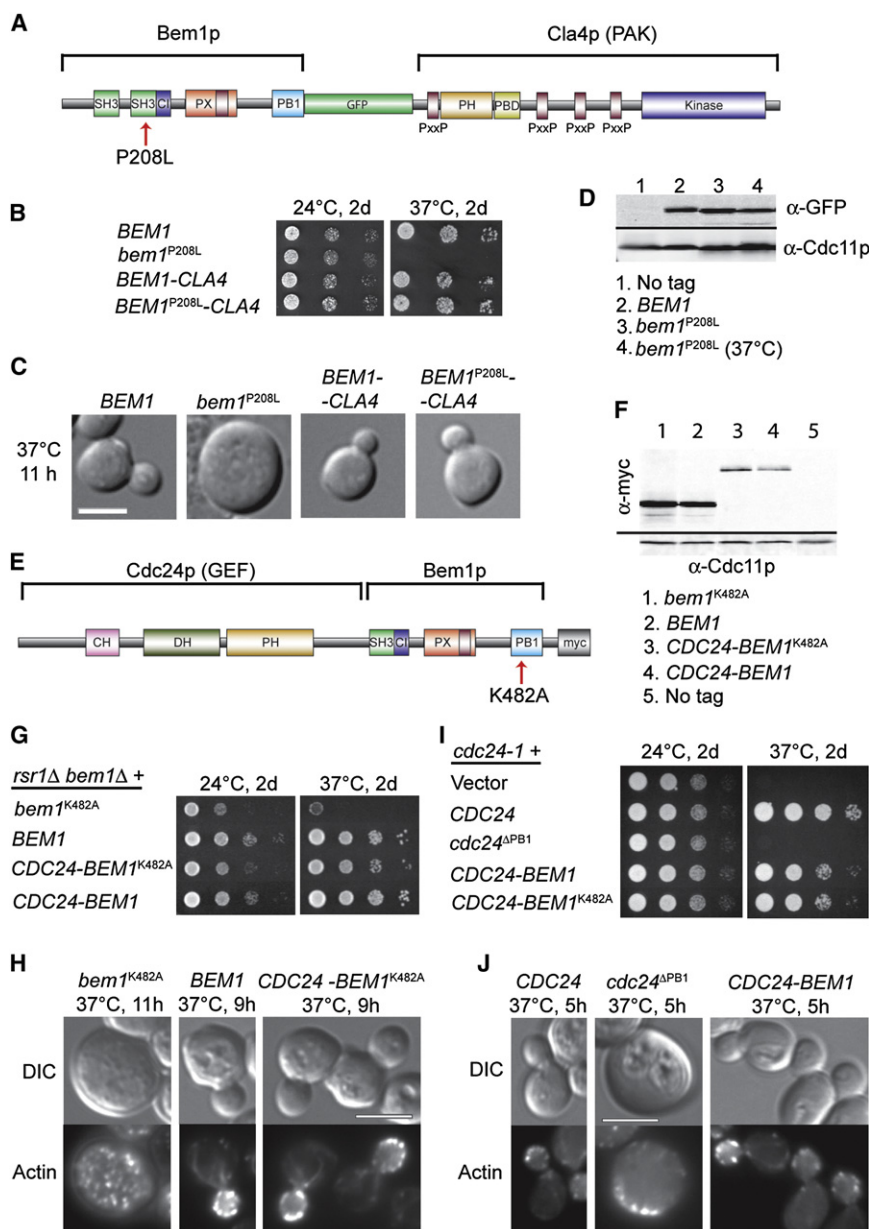 A
Bem1p
Cla4p (PAK)
SH3 SH3 CI PX PB1 GFP PH PBD Kinase
PxxP PxxP PxxP PxxP
P208L
B
24°C, 2d 37°C, 2d
BEM1
bem1P208L
BEM1-CLA4
BEM1P208L-CLA4
C
BEM1 bem1P208L BEM1--CLA4 BEM1P208L--CLA4
37°C
11 h
D
1 2 3 4
α-GFP
α-Cdc11p
1. No tag
2. BEM1
3. bem1P208L
4. bem1P208L (37°C)
E
Cdc24p (GEF)
Bem1p
CH DH PH SH3 CI PX PB1 myc
K482A
F
1 2 3 4 5
α-myc
α-Cdc11p
1. bem1K482A
2. BEM1
3. CDC24-BEM1K482A
4. CDC24-BEM1
5. No tag
G
rsr1Δ bem1Δ +
24°C, 2d 37°C, 2d
bem1K482A
BEM1
CDC24-BEM1K482A
CDC24-BEM1
H
bem1K482A BEM1 CDC24 -BEM1K482A
37°C, 11h 37°C, 9h 37°C, 9h
DIC
Actin
I
cdc24-1 +
24°C, 2d 37°C, 2d
Vector
CDC24
cdc24ΔPB1
CDC24-BEM1
CDC24-BEM1K482A
J
CDC24 cdc24ΔPB1 CDC24-BEM1
37°C, 5h 37°C, 5h 37°C, 5h
DIC
Actin